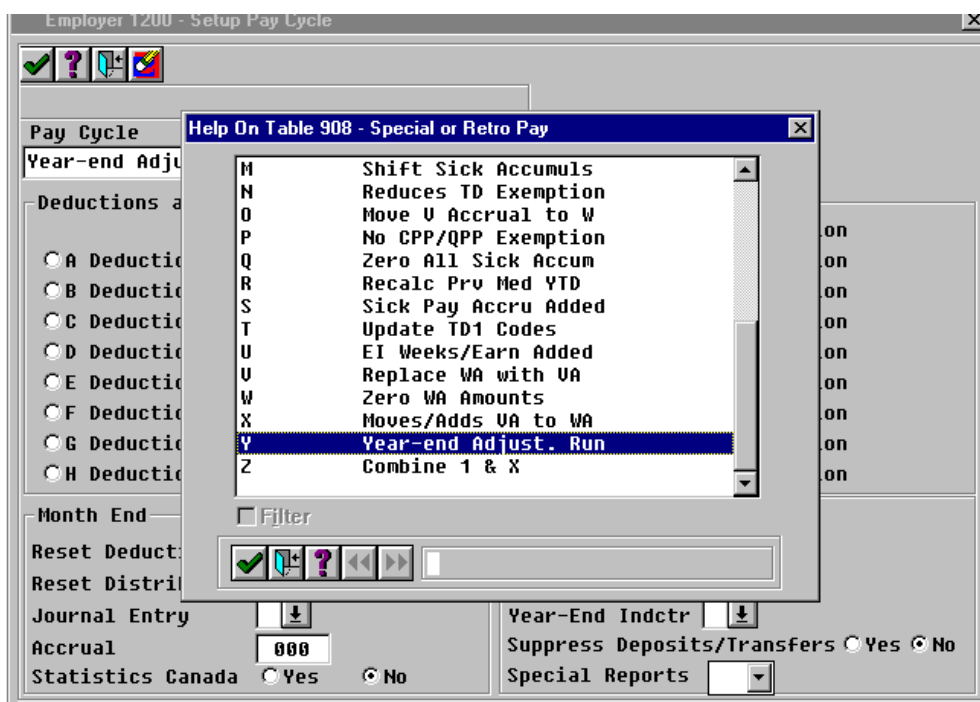 Employer 1200 - Setup Pay Cycle
Pay Cycle
Help On Table 908 - Special or Retro Pay
Year-end Adju
M Shift Sick Accumuls
N Reduces TD Exemption
O Move V Accrual to W
P No CPP/QPP Exemption
Q Zero All Sick Accum
R Recalc Prv Med YTD
S Sick Pay Accru Added
T Update TD1 Codes
U EI Weeks/Earn Added
V Replace WA with VA
W Zero WA Amounts
X Moves/Adds VA to WA
Y Year-end Adjust. Run
Z Combine 1 & X
Filter
Deductions a
on
A Deductio
on
B Deductio
on
C Deductio
on
D Deductio
on
E Deductio
on
F Deductio
on
G Deductio
on
H Deductio
on
Month End
Reset Deduct
Reset Distri
Journal Entry
Accrual 000
Statistics Canada Yes No
Year-End Indctr
Suppress Deposits/Transfers Yes No
Special Reports